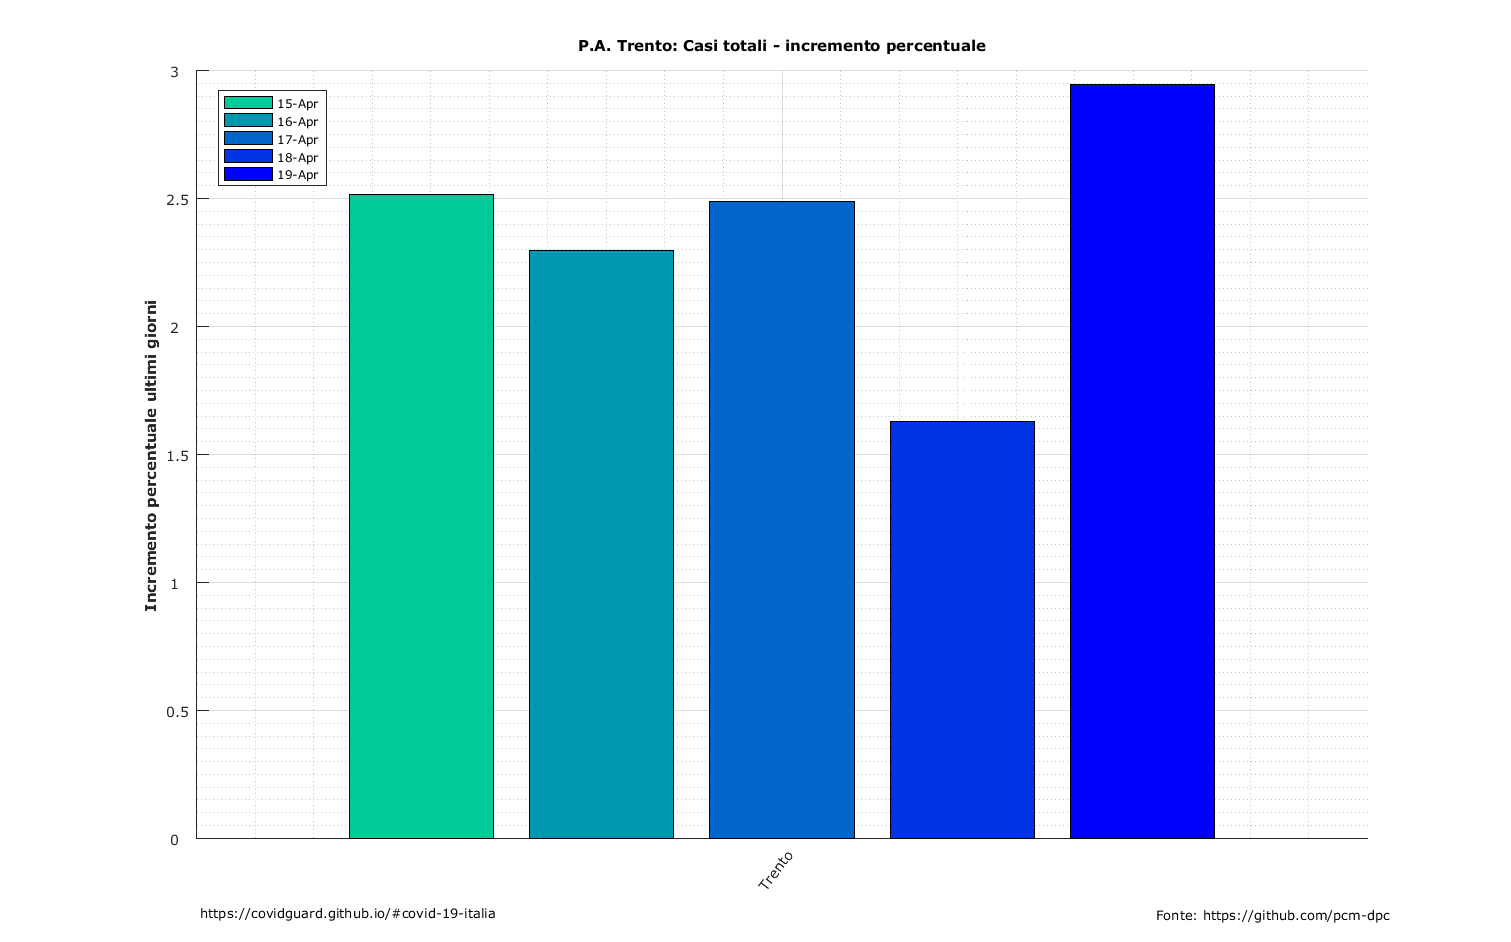 P.A. Trento: Casi totali - incremento percentuale
3
15-Apr
16-Apr
17-Apr
18-Apr
19-Apr
2.5
2
1.5
1
0.5
0
Incremento percentuale ultimi giorni
Trento
https://covidguard.github.io/#covid-19-italia
Fonte: https://github.com/pcm-dpc